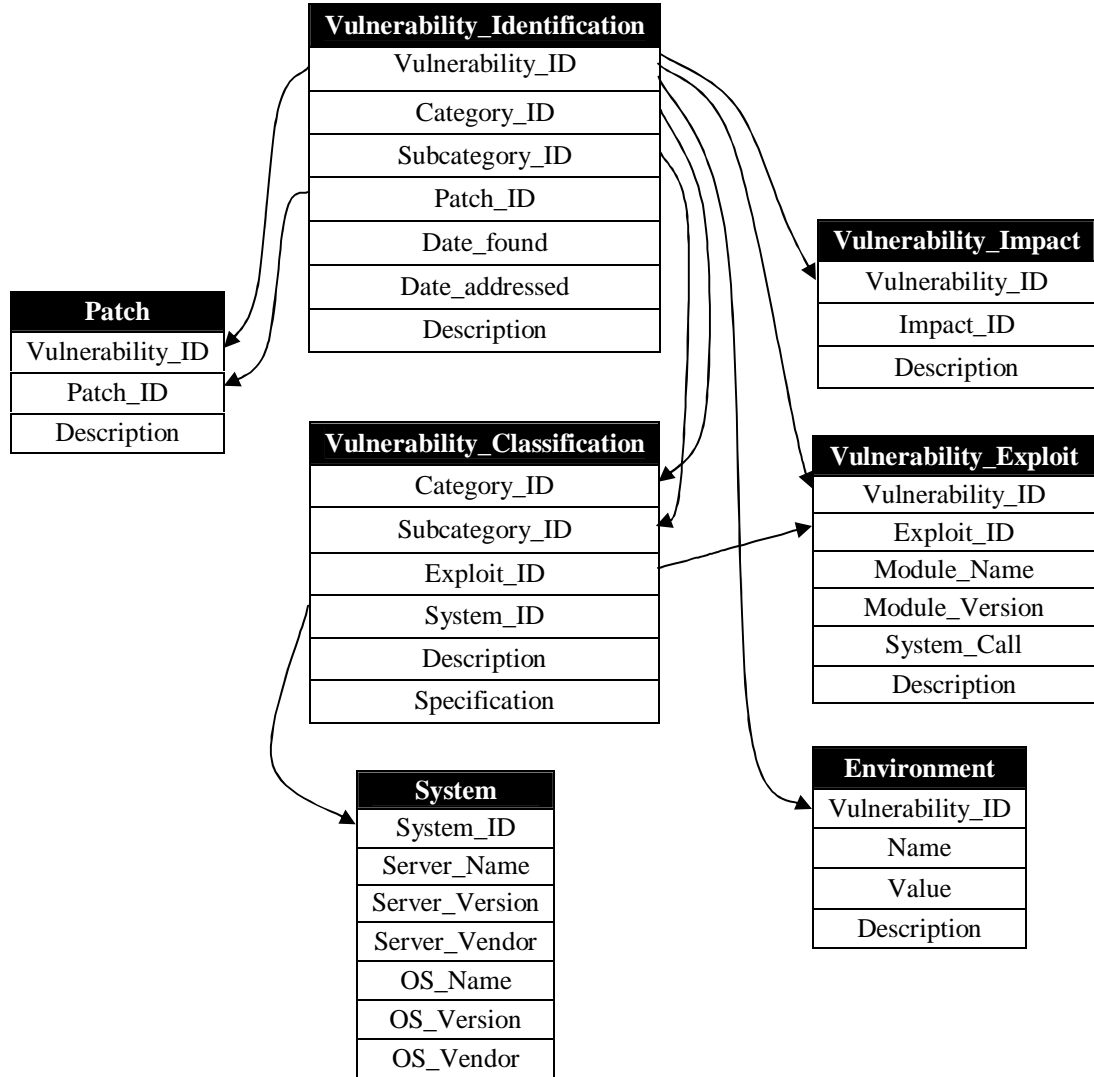 Vulnerability_Identification
Vulnerability_ID
Category_ID
Subcategory_ID
Patch_ID
Date_found
Date_addressed
Description
Patch
Vulnerability_ID
Patch_ID
Description
Vulnerability_Impact
Vulnerability_ID
Impact_ID
Description
Vulnerability_Classification
Category_ID
Subcategory_ID
Exploit_ID
System_ID
Description
Specification
Vulnerability_Exploit
Vulnerability_ID
Exploit_ID
Module_Name
Module_Version
System_Call
Description
System
System_ID
Server_Name
Server_Version
Server_Vendor
OS_Name
OS_Version
OS_Vendor
Environment
Vulnerability_ID
Name
Value
Description